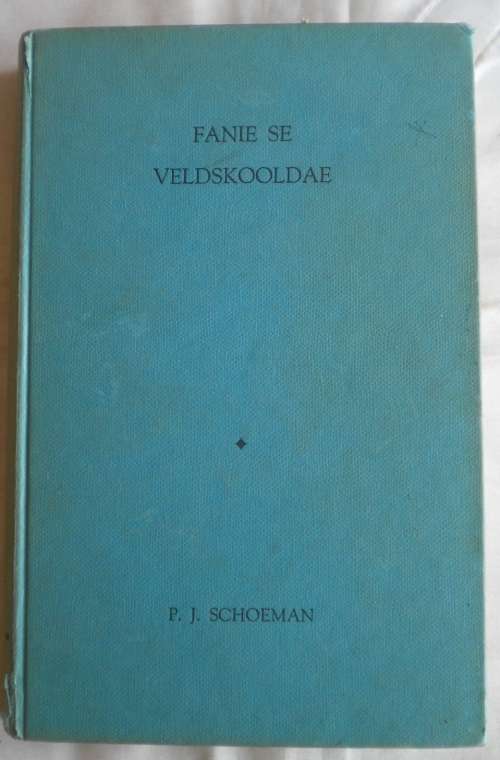 FANIE SE
VELDSKOOLDAE
P. J. SCHOEMAN